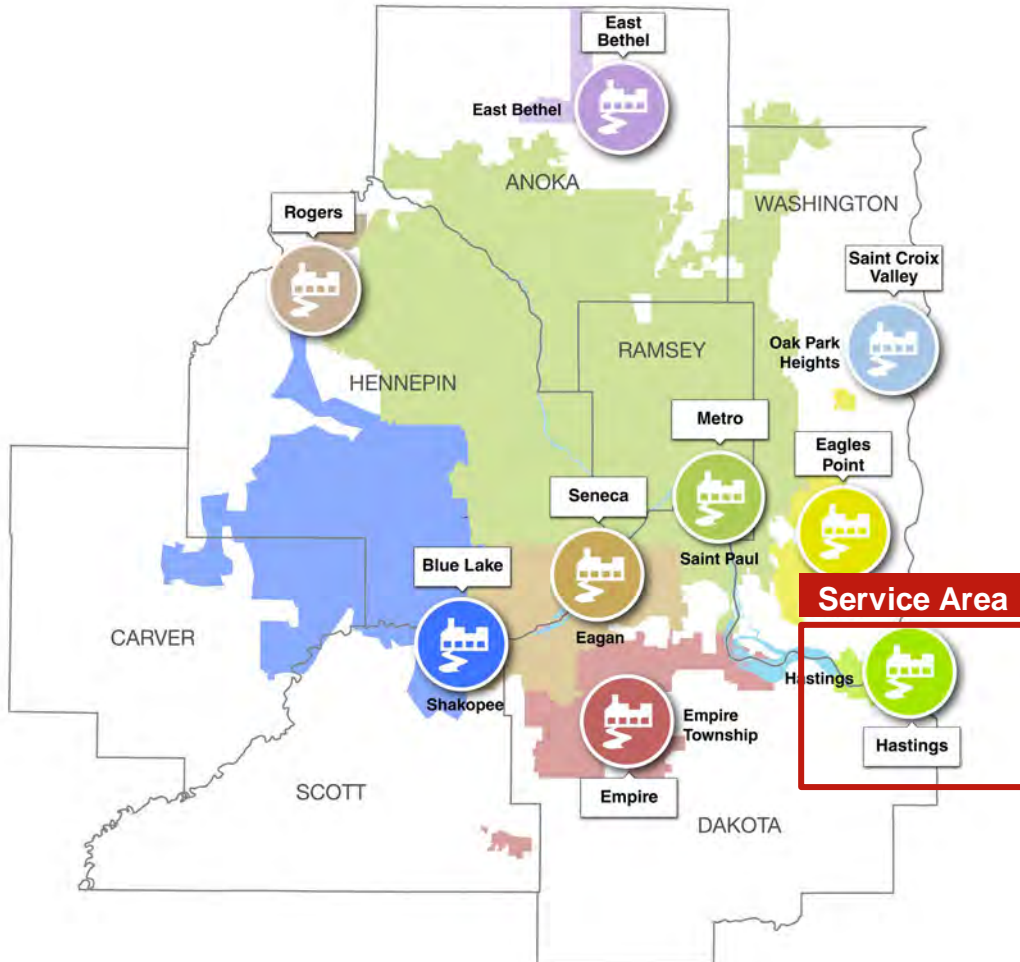 East
Bethel
East Bethel
ANOKA
WASHINGTON
Rogers
Saint Croix
Valley
Oak Park
Heights
RAMSEY
HENNEPIN
Metro
Eagles
Point
Seneca
Saint Paul
Blue Lake
Service Area
Eagan
CARVER
Hastings
Shakopee
Empire
Township
Hastings
SCOTT
Empire
DAKOTA